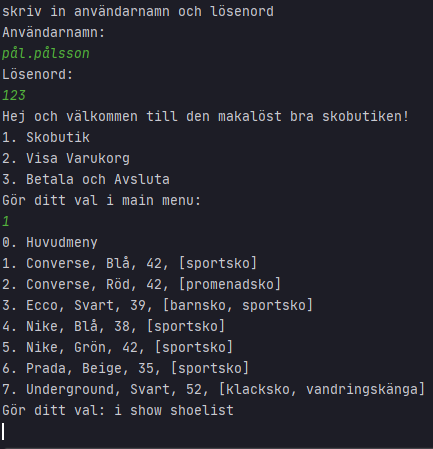 skriv in användarnamn och lösenord
Användarnamn:
pål.pålsson
Lösenord:
123
Hej och välkommen till den makalöst bra skobutiken!
1. Skobutik
2. Visa Varukorg
3. Betala och Avsluta
Gör ditt val i main menu:
1
0. Huvudmeny
1. Converse, Blå, 42, [sportsko]
2. Converse, Röd, 42, [promenadsko]
3. Ecco, Svart, 39, [barnsko, sportsko]
4. Nike, Blå, 38, [sportsko]
5. Nike, Grön, 42, [sportsko]
6. Prada, Beige, 35, [sportsko]
7. Underground, Svart, 52, [klacksko, vandringskänga]
Gör ditt val: i show shoelist